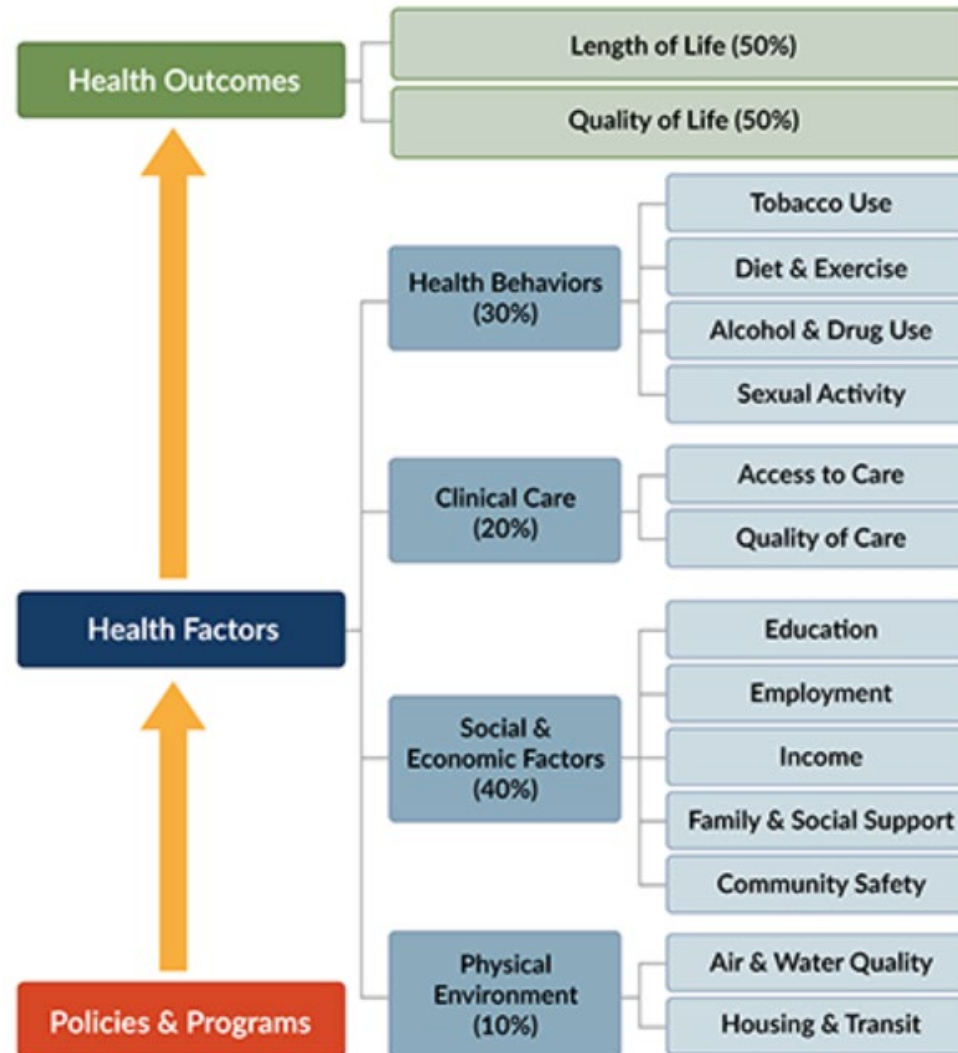 Health Outcomes
Length of Life (50%)
Quality of Life (50%)
Health Behaviors
(30%)
Tobacco Use
Diet & Exercise
Alcohol & Drug Use
Sexual Activity
Clinical Care
(20%)
Access to Care
Quality of Care
Health Factors
Social &
Economic Factors
(40%)
Education
Employment
Income
Family & Social Support
Community Safety
Physical
Environment
(10%)
Air & Water Quality
Housing & Transit
Policies & Programs